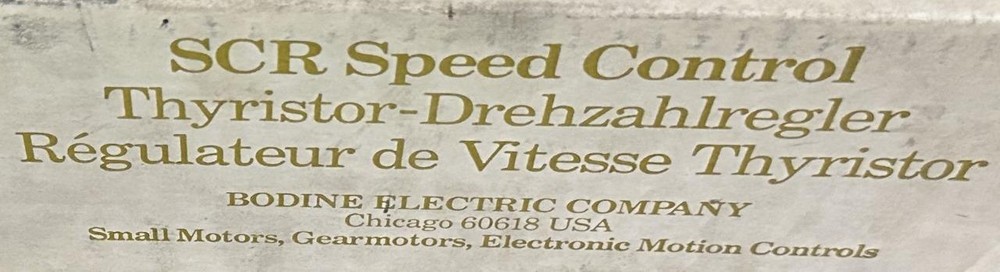 SCR Speed Control
Thyristor-Drehzahlregler
Régulateur de Vitesse Thyristor
BODINE ELECTRIC COMPANY
Chicago 60618 USA
Small Motors, Gearmotors, Electronic Motion Controls